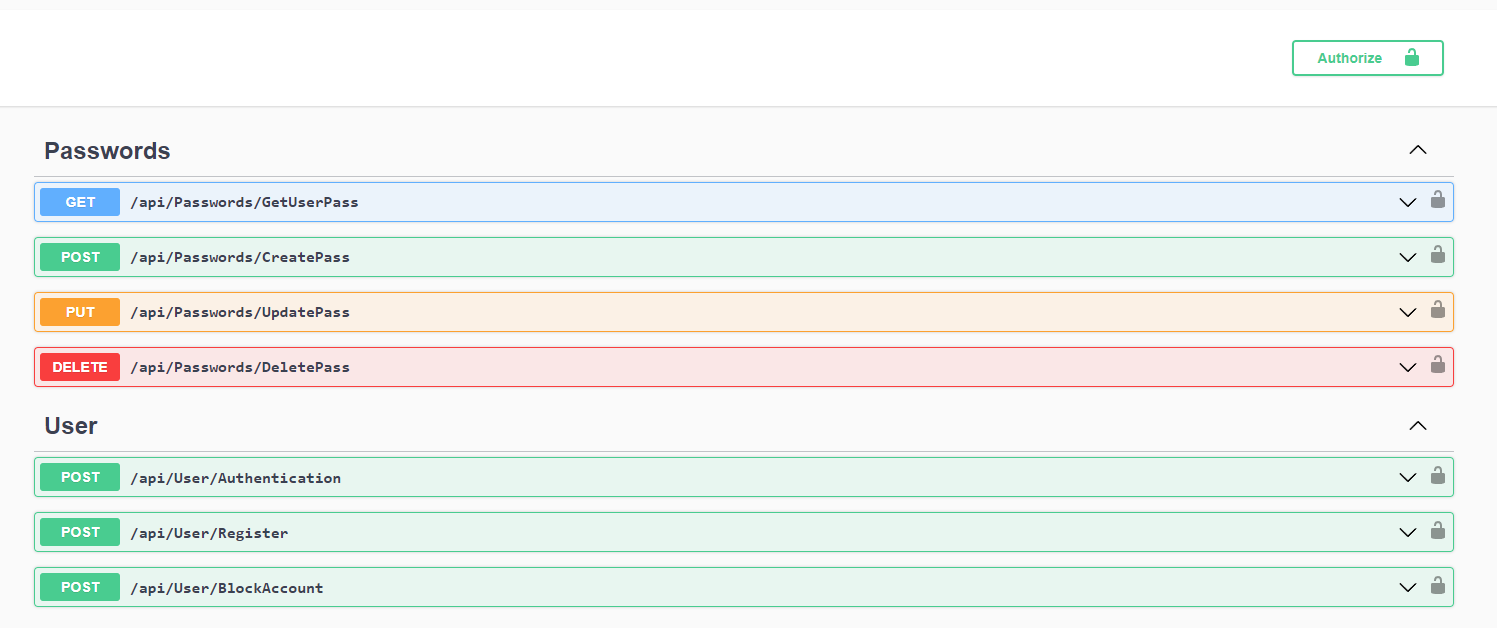 Authorize
Passwords
GET /api/Passwords/GetUserPass
POST /api/Passwords/CreatePass
PUT /api/Passwords/UpdatePass
DELETE /api/Passwords/DeletePass
User
POST /api/User/Authentication
POST /api/User/Register
POST /api/User/BlockAccount